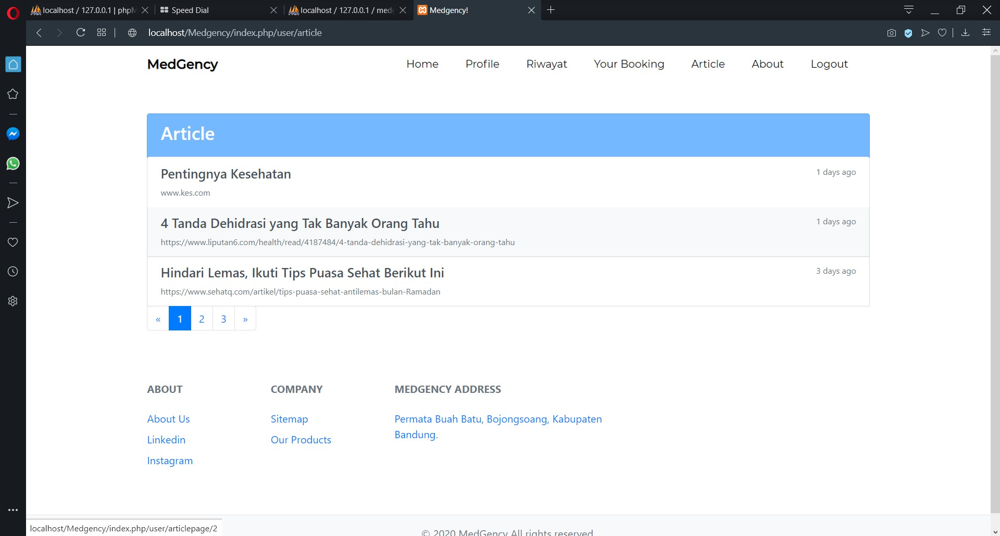 localhost / 127.0.0.1 | phpM
Speed Dial
localhost / 127.0.0.1 / med
Medgency!
localhost/Medgency/index.php/user/article
MedGency
Home Profile Riwayat Your Booking Article About Logout
Article
Pentingnya Kesehatan
1 days ago
www.kes.com
4 Tanda Dehidrasi yang Tak Banyak Orang Tahu
1 days ago
https://www.liputan6.com/health/read/4187484/4-tanda-dehidrasi-yang-tak-banyak-orang-tahu
Hindari Lemas, Ikuti Tips Puasa Sehat Berikut Ini
3 days ago
https://www.sehatq.com/artikel/tips-puasa-sehat-antilemas-bulan-Ramadan
« 1 2 3 »
ABOUT
About Us
Linkedin
Instagram
COMPANY
Sitemap
Our Products
MEDGENCY ADDRESS
Permata Buah Batu, Bojongsoang, Kabupaten
Bandung.
© 2020 MedGency All rights reserved
localhost/Medgency/index.php/user/articlepage/2